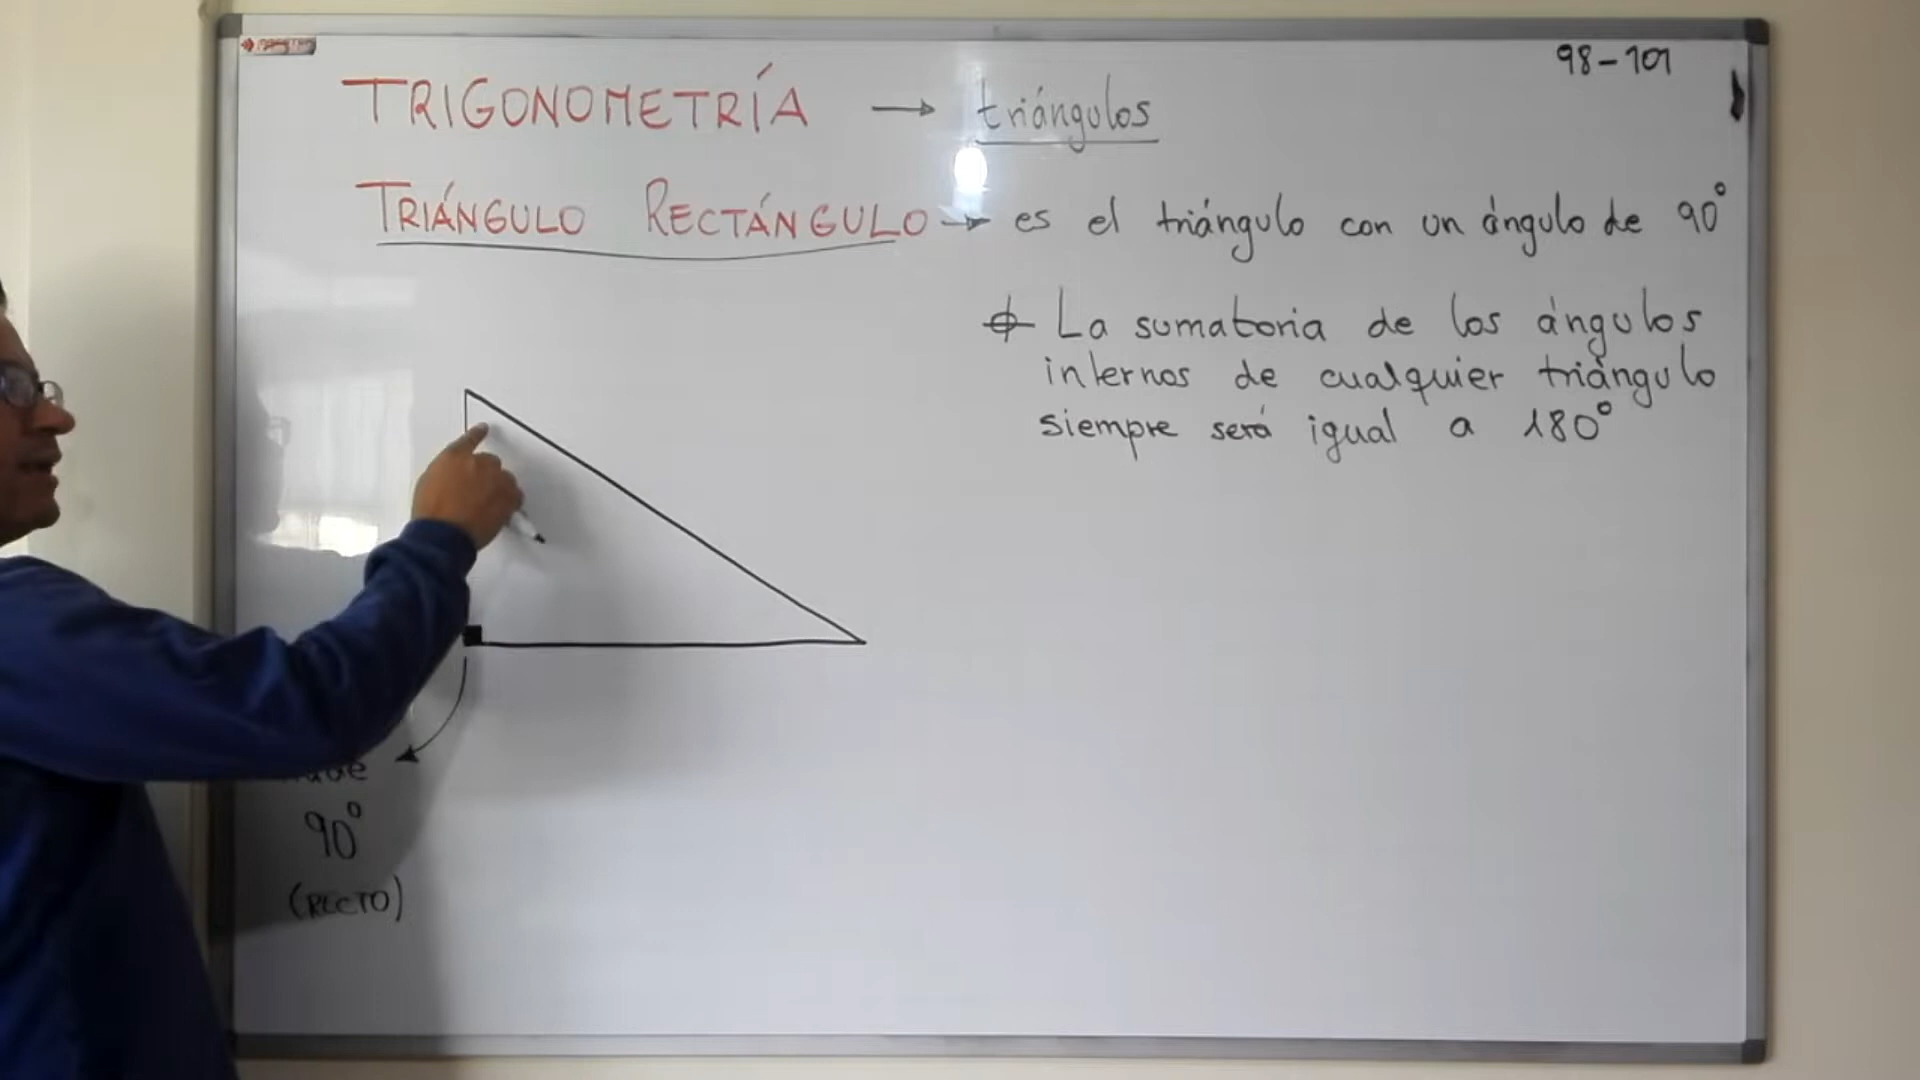 98-101
TRIGONOMETRÍA → triángulos
TRIÁNGULO RECTÁNGULO → es el triángulo con un ángulo de 90°
La sumatoria de los ángulos
internos de cualquier triángulo
siempre será igual a 180°
90°
(RECTO)